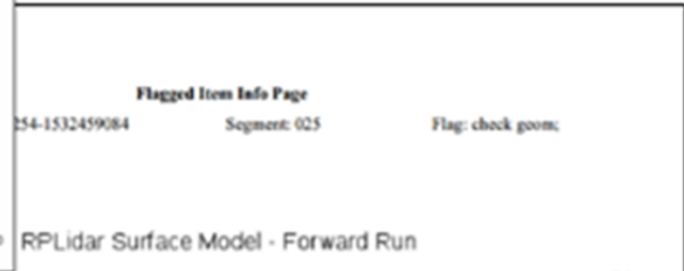 Flagged Item Info Page
254-1532459084 Segment: 025 Flag: check geom;
RPLidar Surface Model - Forward Run